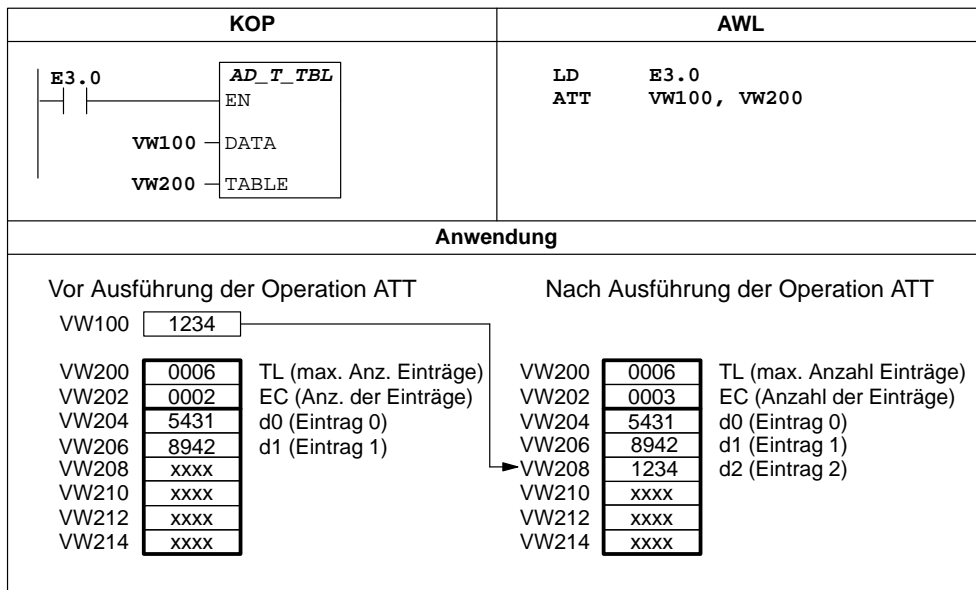 KOP AWL
E3.0 AD_T_TBL
EN
VW100 DATA
VW200 TABLE
LD E3.0
ATT VW100, VW200
Anwendung
Vor Ausführung der Operation ATT
VW100 1234
VW200 0006 TL (max. Anz. Einträge)
VW202 0002 EC (Anz. der Einträge)
VW204 5431 d0 (Eintrag 0)
VW206 8942 d1 (Eintrag 1)
VW208 xxxx
VW210 xxxx
VW212 xxxx
VW214 xxxx
Nach Ausführung der Operation ATT
VW200 0006 TL (max. Anzahl Einträge)
VW202 0003 EC (Anzahl der Einträge)
VW204 5431 d0 (Eintrag 0)
VW206 8942 d1 (Eintrag 1)
VW208 1234 d2 (Eintrag 2)
VW210 xxxx
VW212 xxxx
VW214 xxxx